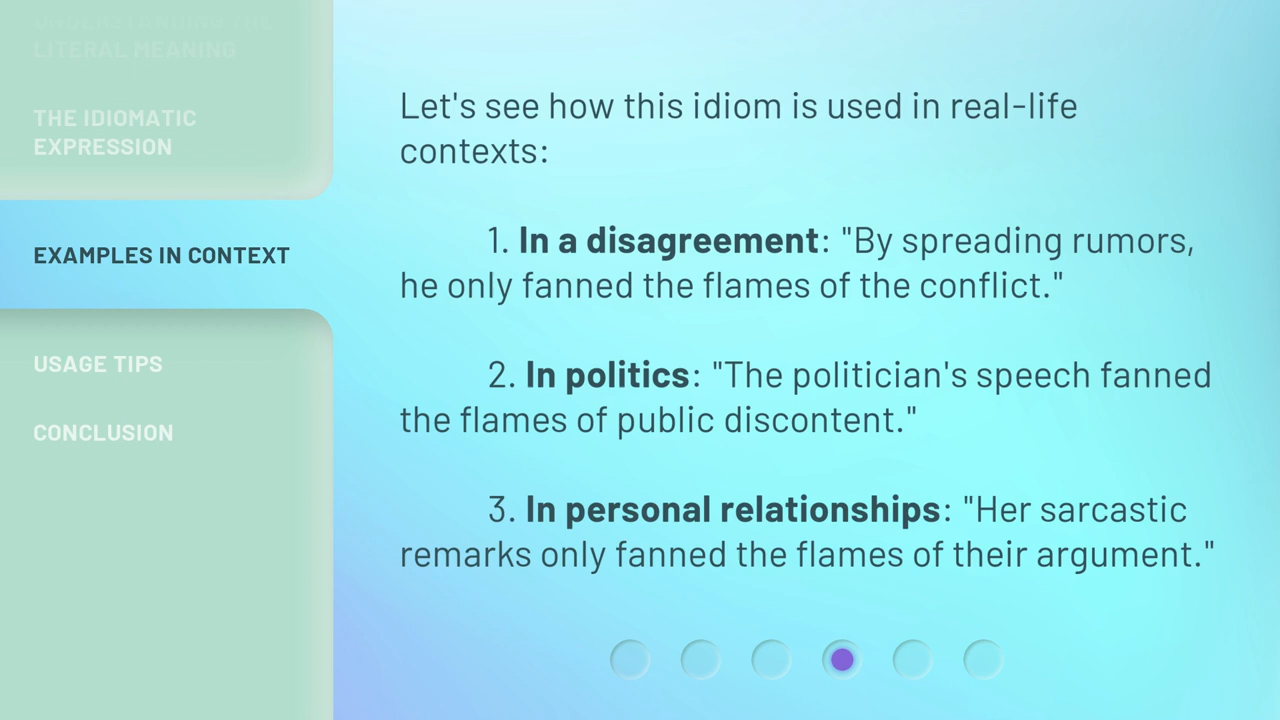 LITERAL MEANING
THE IDIOMATIC
EXPRESSION
EXAMPLES IN CONTEXT
USAGE TIPS
CONCLUSION
Let's see how this idiom is used in real-life
contexts:
1. In a disagreement: "By spreading rumors,
he only fanned the flames of the conflict."
2. In politics: "The politician's speech fanned
the flames of public discontent."
3. In personal relationships: "Her sarcastic
remarks only fanned the flames of their argument."